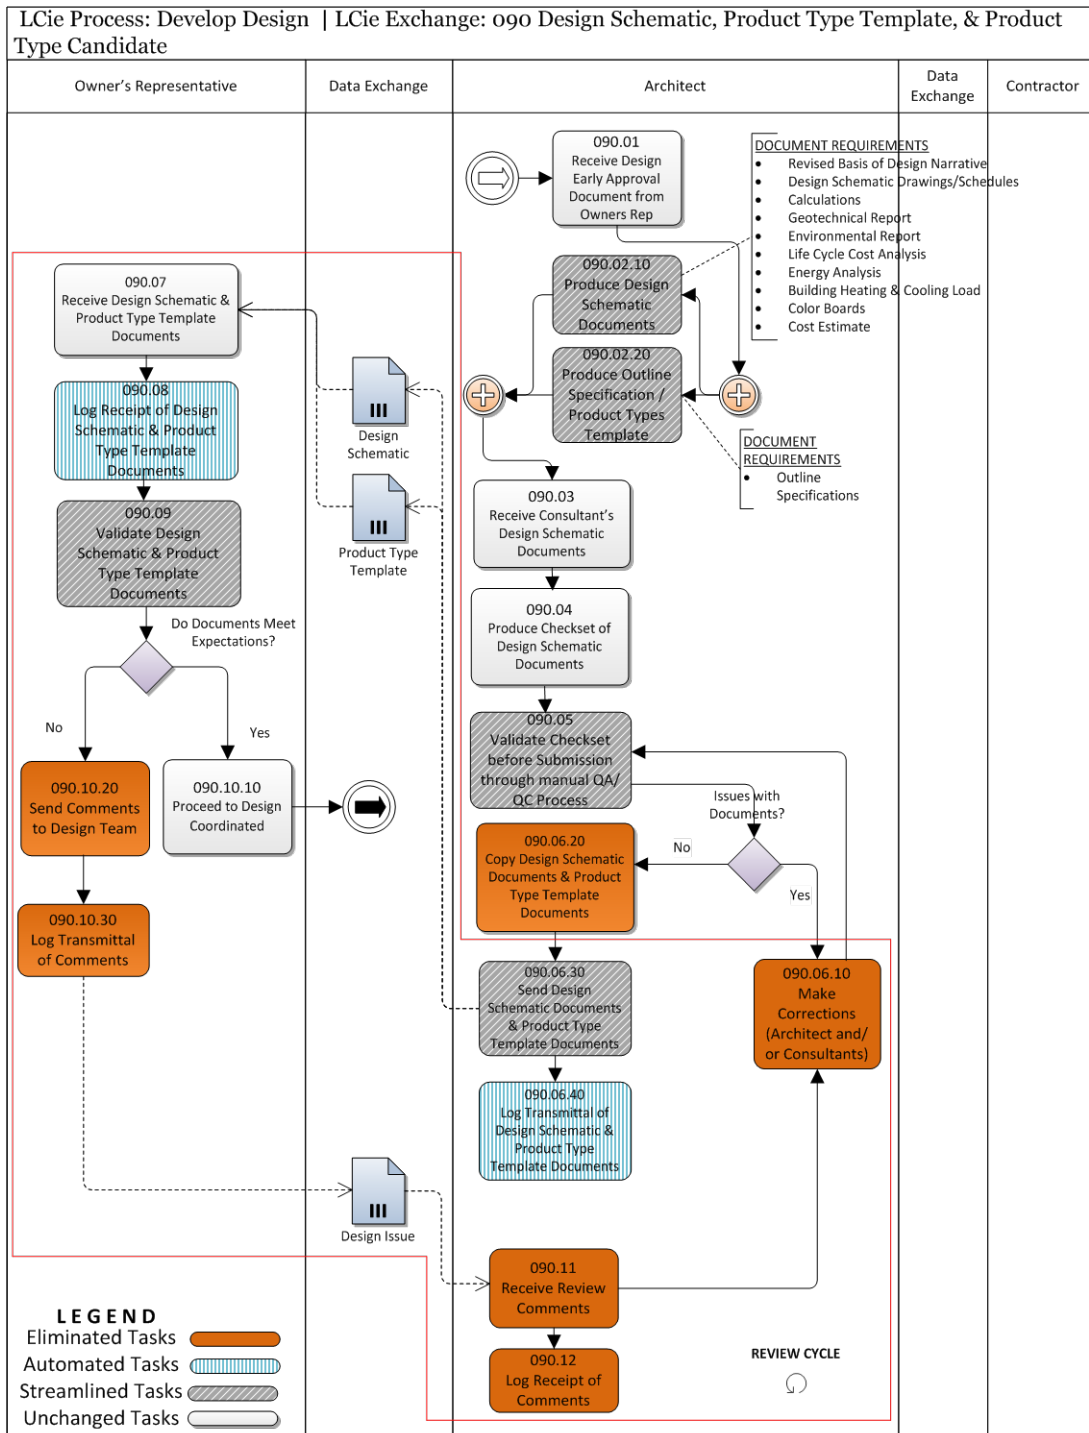 LCie Process: Develop Design | LCie Exchange: 090 Design Schematic, Product Type Template, & Product
Type Candidate
Owner's Representative
Data Exchange
Architect
Data
Exchange
Contractor
090.01
Receive Design
Early Approval
Document from
Owners Rep
DOCUMENT REQUIREMENTS
• Revised Basis of Design Narrative
• Design Schematic Drawings/Schedules
• Calculations
• Geotechnical Report
• Environmental Report
• Life Cycle Cost Analysis
• Energy Analysis
• Building Heating & Cooling Load
• Color Boards
• Cost Estimate
090.02.10
Produce Design
Schematic
Documents
090.02.20
Produce Outline
Specification /
Product Types
Template
DOCUMENT
REQUIREMENTS
• Outline
Specifications
090.07
Receive Design Schematic &
Product Type Template
Documents
090.08
Log Receipt of Design
Schematic & Product
Type Template
Documents
090.09
Validate Design
Schematic & Product
Type Template
Documents
Do Documents Meet
Expectations?
No
Yes
090.10.20
Send Comments
to Design Team
090.10.10
Proceed to Design
Coordinated
090.10.30
Log Transmittal
of Comments
Design
Schematic
Product Type
Template
090.03
Receive Consultant's
Design Schematic
Documents
090.04
Produce Checkset of
Design Schematic
Documents
090.05
Validate Checkset
before Submission
through manual QA/
QC Process
Issues with
Documents?
No
Yes
090.06.20
Copy Design Schematic
Documents & Product
Type Template
Documents
090.06.30
Send Design
Schematic Documents
& Product Type
Template Documents
090.06.10
Make
Corrections
(Architect and/
or Consultants)
090.06.40
Log Transmittal of
Design Schematic &
Product Type
Template Documents
Design Issue
090.11
Receive Review
Comments
090.12
Log Receipt of
Comments
REVIEW CYCLE
LEGEND
Eliminated Tasks
Automated Tasks
Streamlined Tasks
Unchanged Tasks